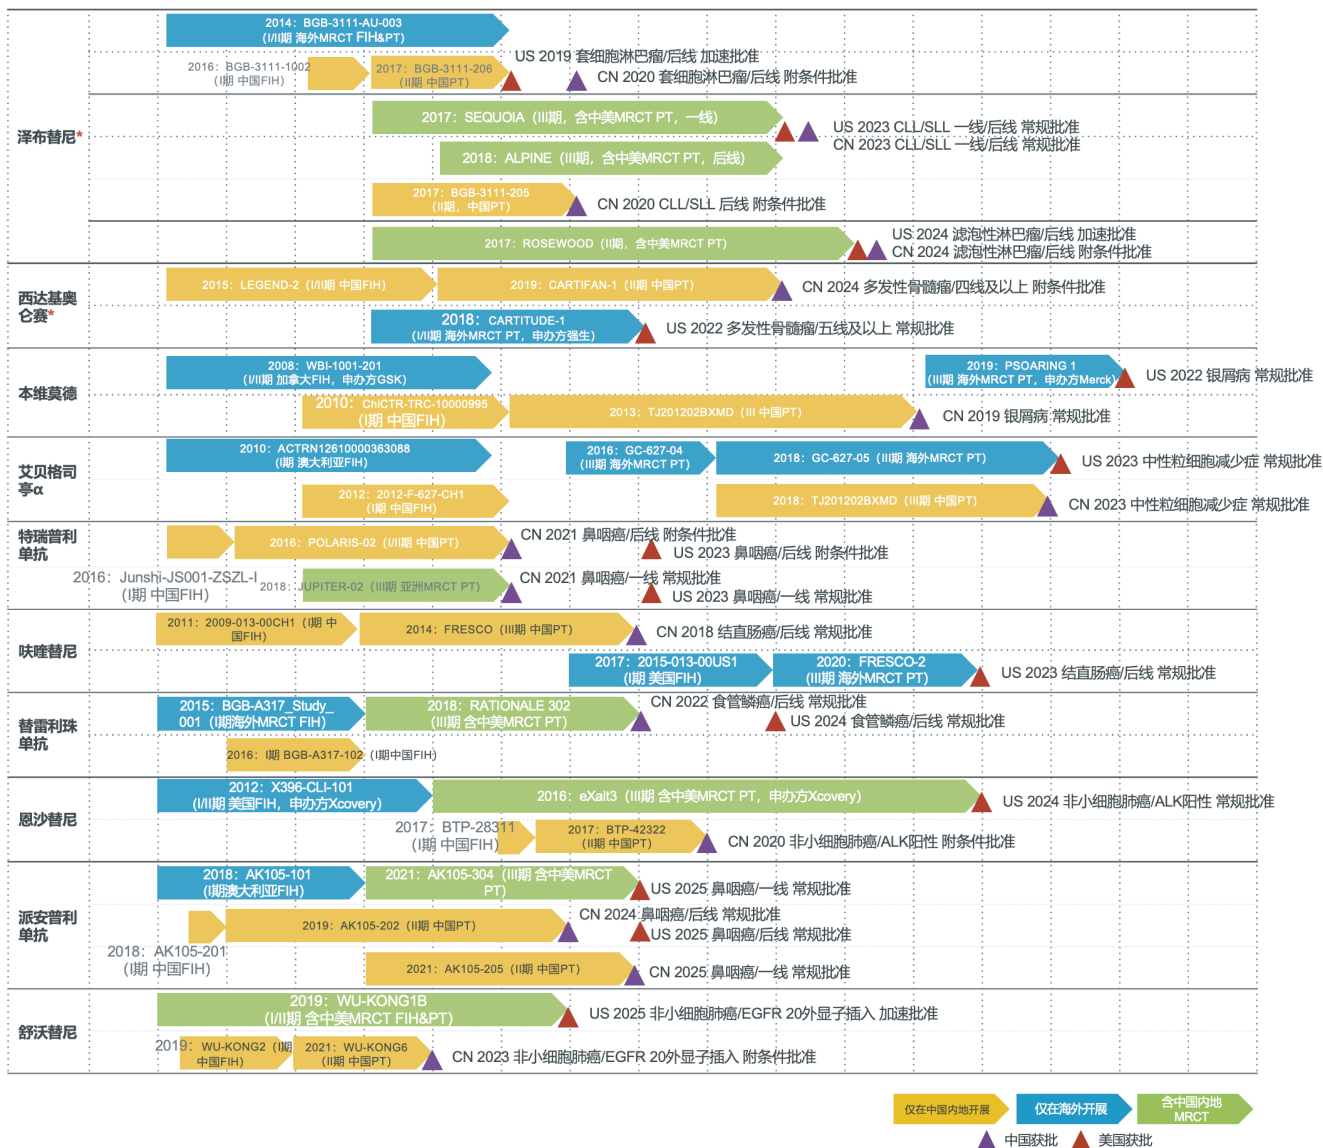 泽布替尼*
2014：BGB-3111-AU-003
(I/II期 海外MRCT FIH&PT)
2016：BGB-3111-1002
(I期 中国FIH)
2017：BGB-3111-206
(II期 中国PT)
US 2019 套细胞淋巴瘤/后线 加速批准
CN 2020 套细胞淋巴瘤/后线 附条件批准
2017：SEQUOIA（III期，含中美MRCT PT，一线）
US 2023 CLL/SLL 一线/后线 常规批准
CN 2023 CLL/SLL 一线/后线 常规批准
2018：ALPINE（III期，含中美MRCT PT，后线）
2017：BGB-3111-205
(II期，中国PT)
CN 2020 CLL/SLL 后线 附条件批准
2017：ROSEWOOD（II期，含中美MRCT PT）
US 2024 滤泡性淋巴瘤/后线 加速批准
CN 2024 滤泡性淋巴瘤/后线 附条件批准
西达基奥
仑赛*
2015：LEGEND-2（I/II期 中国FIH）
2019：CARTIFAN-1（II期 中国PT）
CN 2024 多发性骨髓瘤/四线及以上 附条件批准
2018：CARTITUDE-1
(I/II期 海外MRCT PT，申办方强生)
US 2022 多发性骨髓瘤/五线及以上 常规批准
本维莫德
2008：WBI-1001-201
(I/II期 加拿大FIH，申办方GSK)
2019：PSOARING 1
(III期 海外MRCT PT，申办方Merck)
US 2022 银屑病 常规批准
2010：ChiCTR-TRC-10000995
(I期 中国FIH)
2013：TJ201202BXMD（III 中国PT）
CN 2019 银屑病 常规批准
艾贝格司
亭α
2010：ACTRN12610000363088
(I期 澳大利亚FIH)
2016：GC-627-04
(III期 海外MRCT PT)
2018：GC-627-05（III期 海外MRCT PT）
US 2023 中性粒细胞减少症 常规批准
2012：2012-F-627-CH1
(I期 中国FIH)
2018：TJ201202BXMD（III期 中国PT）
CN 2023 中性粒细胞减少症 常规批准
特瑞普利
单抗
2016：POLARIS-02（I/II期 中国PT）
CN 2021 鼻咽癌/后线 附条件批准
US 2023 鼻咽癌/后线 附条件批准
2016：Junshi-JS001-ZSZL-I
(I期 中国FIH)
2018：JUPITER-02（III期 亚洲MRCT PT）
CN 2021 鼻咽癌/一线 常规批准
US 2023 鼻咽癌/一线 常规批准
呋喹替尼
2011：2009-013-00CH1（I期 中
国FIH）
2014：FRESCO（III期 中国PT）
CN 2018 结直肠癌/后线 常规批准
2017：2015-013-00US1
(I期 美国FIH)
2020：FRESCO-2
(III期 海外MRCT PT)
US 2023 结直肠癌/后线 常规批准
替雷利珠
单抗
2015：BGB-A317_Study_
001（I期海外MRCT FIH）
2018：RATIONALE 302
(III期 含中美MRCT PT)
CN 2022 食管鳞癌/后线 常规批准
US 2024 食管鳞癌/后线 常规批准
2016：I期 BGB-A317-102（I期中国FIH）
恩沙替尼
2012：X396-CLI-101
(I/II期 美国FIH，申办方Xcovery)
2016：eXalt3（III期 含中美MRCT PT，申办方Xcovery）
US 2024 非小细胞肺癌/ALK阳性 常规批准
2017：BTP-28311
(I期 中国FIH)
2017：BTP-42322
(II期 中国PT)
CN 2020 非小细胞肺癌/ALK阳性 附条件批准
派安普利
单抗
2018：AK105-101
(I期澳大利亚FIH)
2021：AK105-304（III期 含中美MRCT
PT）
US 2025 鼻咽癌/一线 常规批准
2018：AK105-201
(I期 中国FIH)
2019：AK105-202（II期 中国PT）
CN 2024 鼻咽癌/后线 常规批准
US 2025 鼻咽癌/后线 常规批准
2021：AK105-205（II期 中国PT）
CN 2025 鼻咽癌/一线 常规批准
舒沃替尼
2019：WU-KONG1B
(I/II期 含中美MRCT FIH&PT)
US 2025 非小细胞肺癌/EGFR 20外显子插入 加速批准
2019：WU-KONG2（I期
中国FIH）
2021：WU-KONG6
(II期 中国PT)
CN 2023 非小细胞肺癌/EGFR 20外显子插入 附条件批准
仅在中国内地开展
仅在海外开展
含中国内地
MRCT
中国获批
美国获批